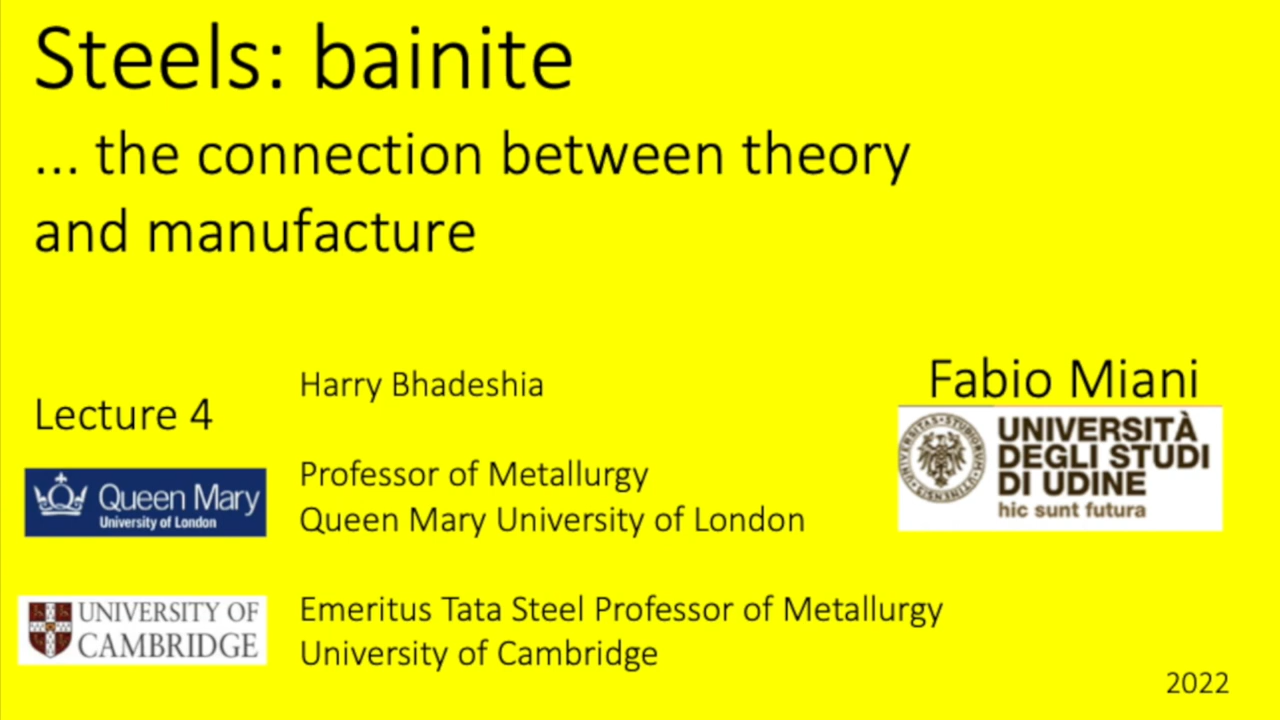 Steels: bainite
... the connection between theory
and manufacture
Harry Bhadeshia
Fabio Miani
Lecture 4
UNIVERSITÀ
DEGLI STUDI
DI UDINE
hic sunt futura
Professor of Metallurgy
Queen Mary University of London
Queen Mary
University of London
Emeritus Tata Steel Professor of Metallurgy
University of Cambridge
UNIVERSITY OF
CAMBRIDGE
2022